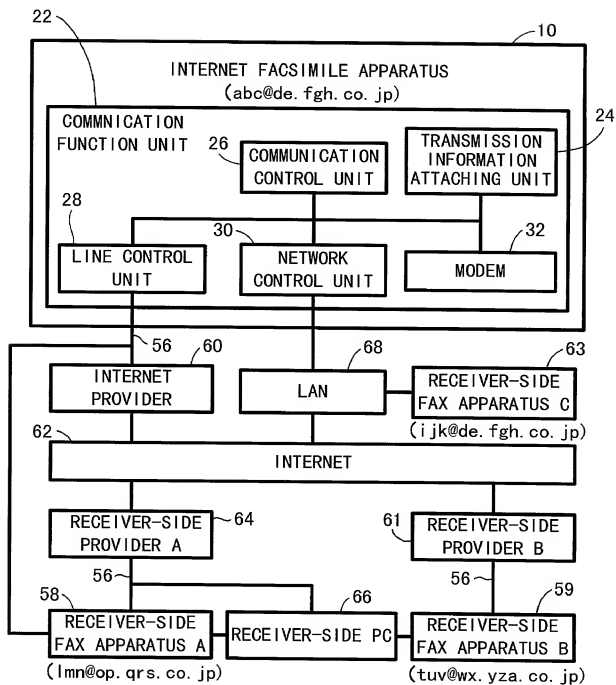 22
10
INTERNET FACSIMILE APPARATUS
(abc@de.fgh.co.jp)
COMMNICATION
FUNCTION UNIT
26
COMMUNICATION
CONTROL UNIT
24
TRANSMISSION
INFORMATION
ATTACHING UNIT
28
LINE CONTROL
UNIT
30
NETWORK
CONTROL UNIT
32
MODEM
56
60
INTERNET
PROVIDER
68
LAN
63
RECEIVER-SIDE
FAX APPARATUS C
(ijk@de.fgh.co.jp)
62
INTERNET
RECEIVER-SIDE
PROVIDER A
64
61
RECEIVER-SIDE
PROVIDER B
56
56
58
RECEIVER-SIDE
FAX APPARATUS A
(lmn@op.qrs.co.jp)
66
RECEIVER-SIDE PC
59
RECEIVER-SIDE
FAX APPARATUS B
(tuv@wx.yza.co.jp)